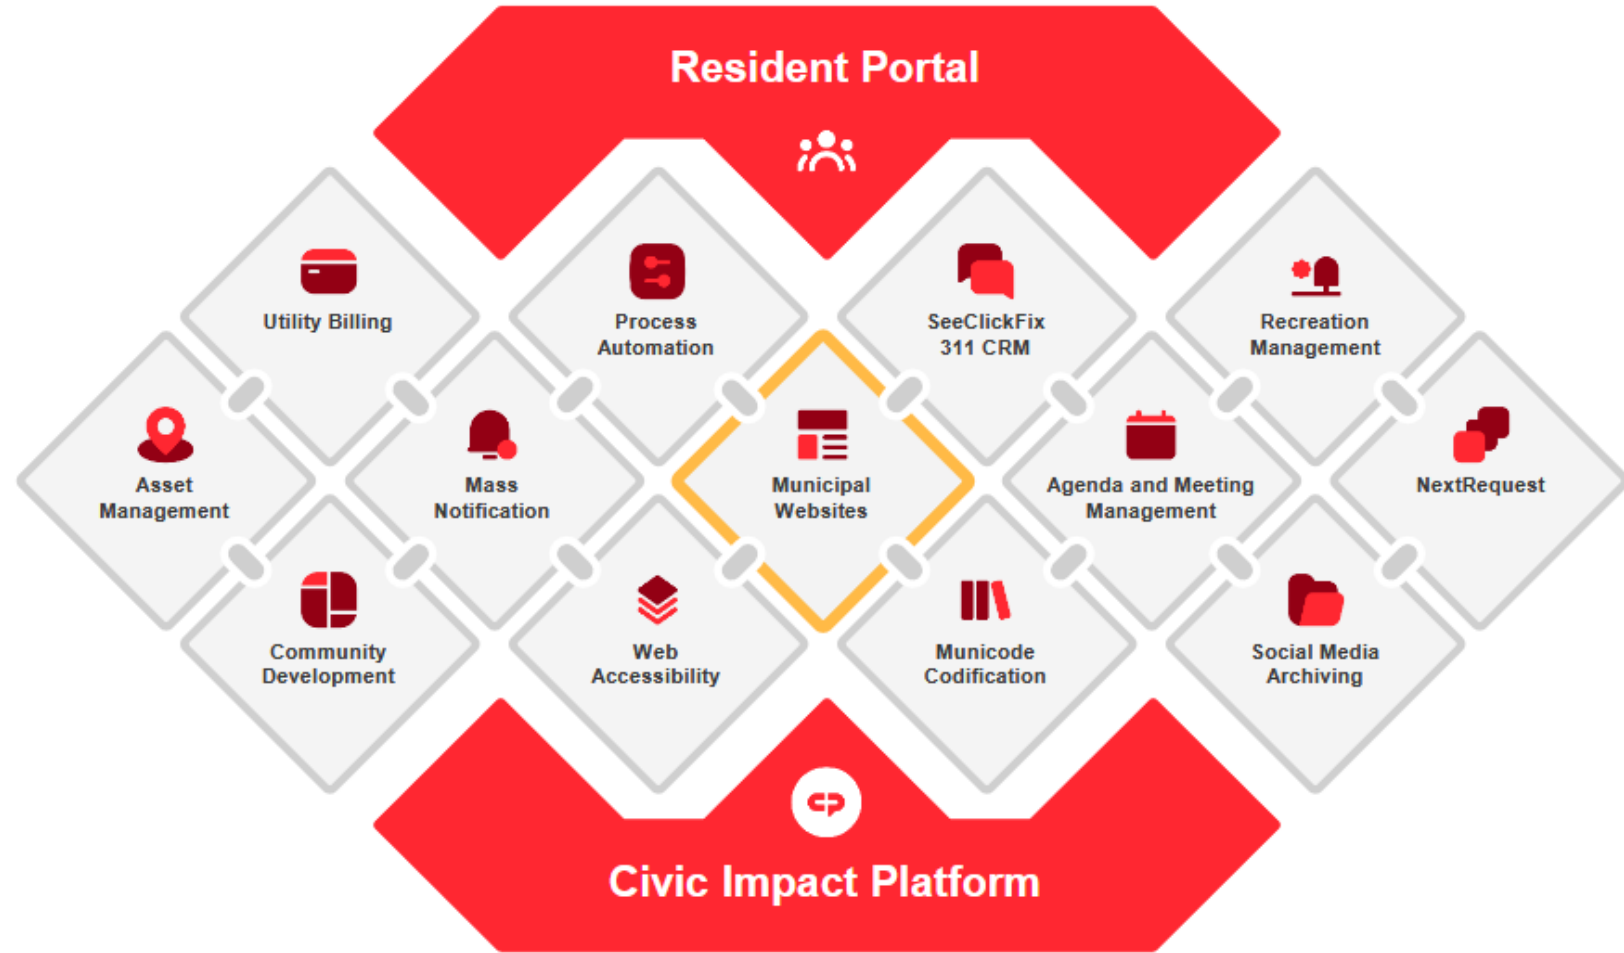 Resident Portal
Utility Billing
Process
Automation
SeeClickFix
311 CRM
Recreation
Management
Asset
Management
Mass
Notification
Municipal
Websites
Agenda and Meeting
Management
NextRequest
Community
Development
Web
Accessibility
Municode
Codification
Social Media
Archiving
Civic Impact Platform